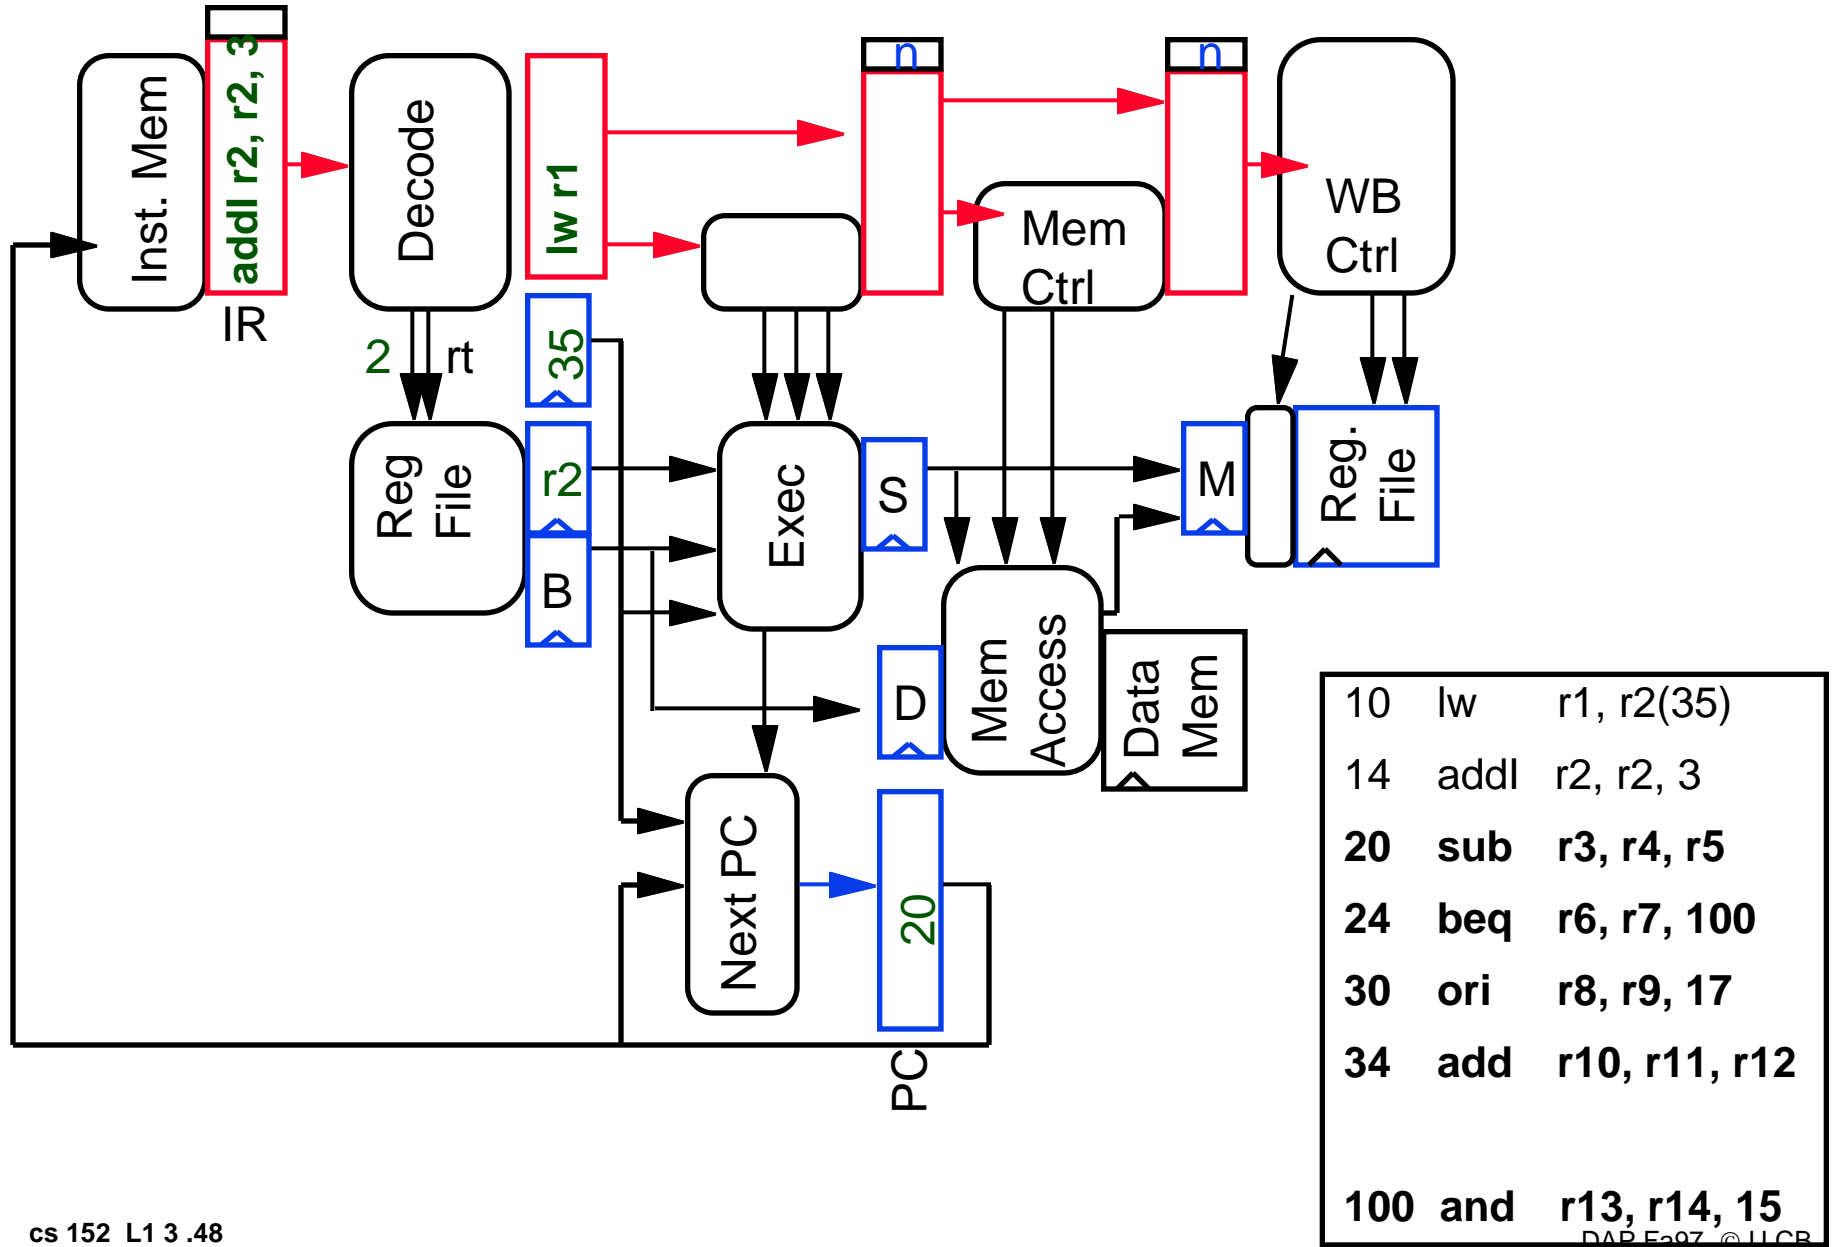 Inst. Mem
addI r2, r2, 3
IR
Decode
2
rt
Reg
File
lw r1
35
r2
B
n
Exec
S
Mem
Ctrl
n
WB
Ctrl
M
Reg.
File
D
Mem
Access
Data
Mem
Next PC
20
PC
10 lw r1, r2(35)
14 addI r2, r2, 3
20 sub r3, r4, r5
24 beq r6, r7, 100
30 ori r8, r9, 17
34 add r10, r11, r12
100 and r13, r14, 15
cs 152 L1 3 .48
DAP Fa97, © U.CB